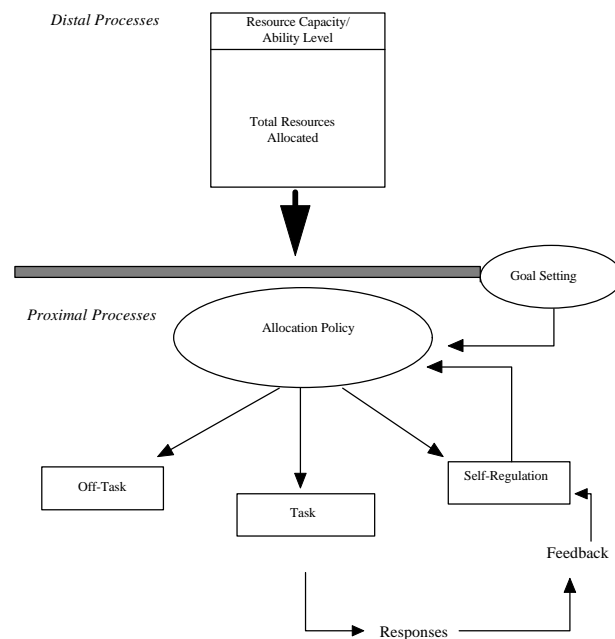 Distal Processes
Resource Capacity/
Ability Level
Total Resources
Allocated
Goal Setting
Proximal Processes
Allocation Policy
Off-Task
Task
Self-Regulation
Feedback
Responses